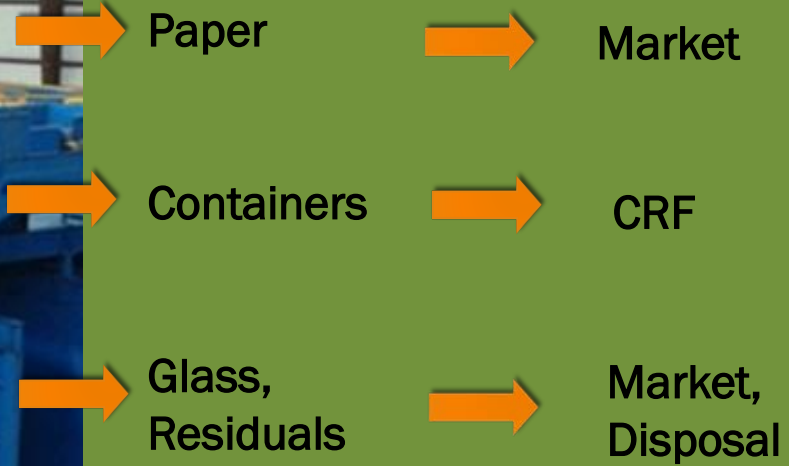 Paper
Market
Containers
CRF
Glass,
Residuals
Market,
Disposal